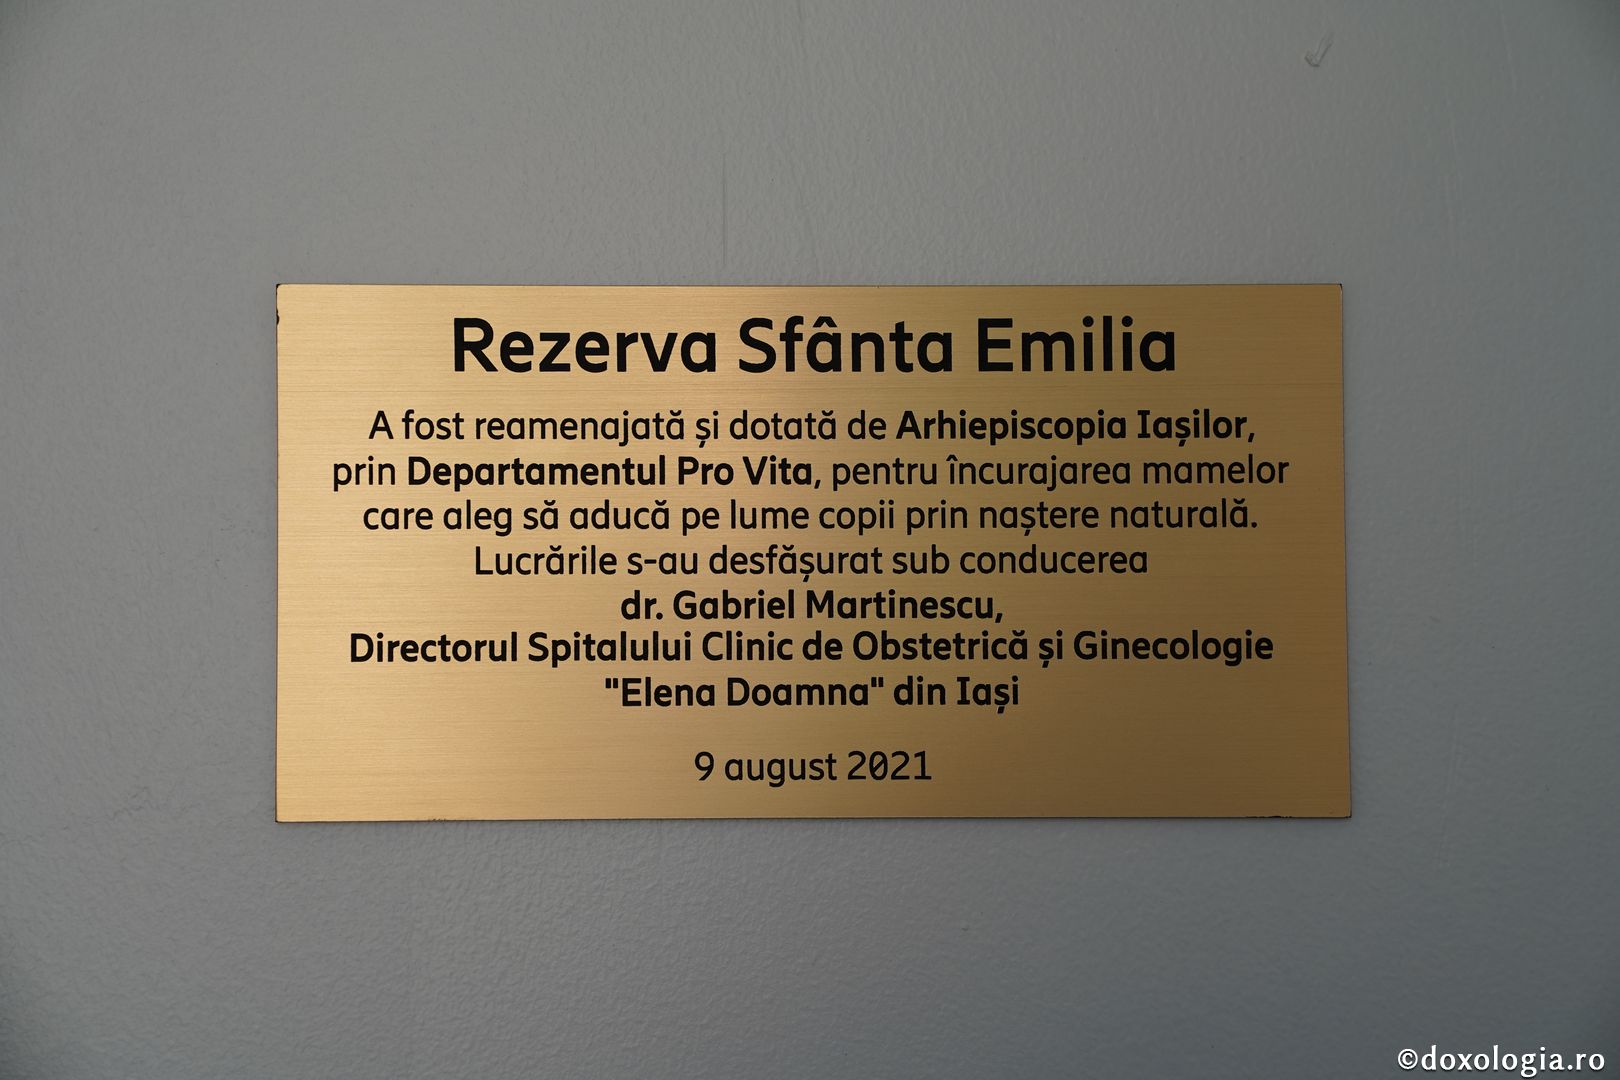 Rezerva Sfânta Emilia
A fost reamenajată și dotată de Arhiepiscopia Iașilor,
prin Departamentul Pro Vita, pentru încurajarea mamelor
care aleg să aducă pe lume copii prin naștere naturală.
Lucrările s-au desfășurat sub conducerea
dr. Gabriel Martinescu,
Directorul Spitalului Clinic de Obstetrică și Ginecologie
"Elena Doamna" din Iași
9 august 2021
©doxologia.ro